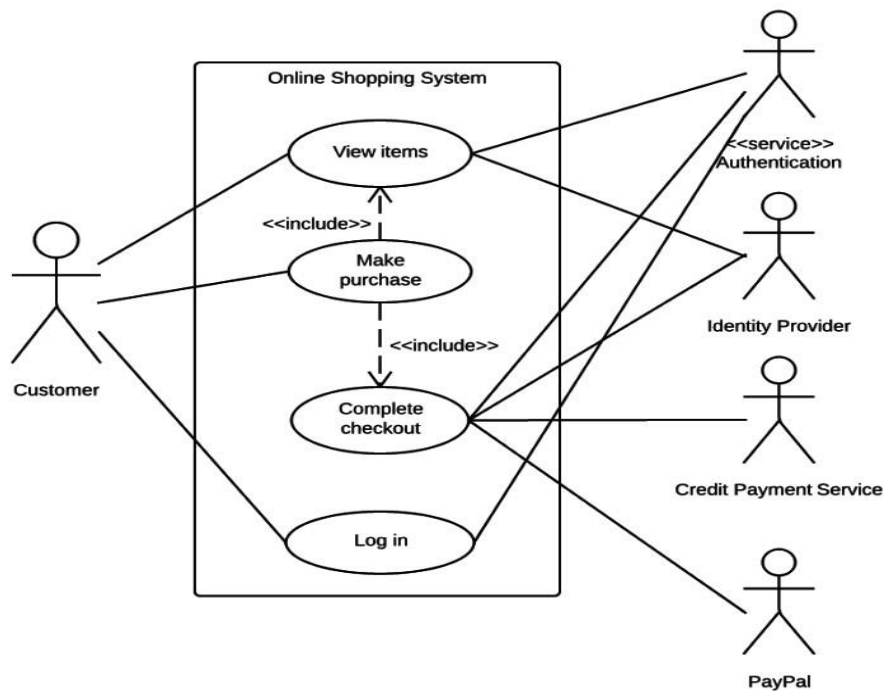 Online Shopping System
View items
<<service>>
Authentication
<<include>>
Make
purchase
Customer
Identity Provider
<<include>>
Complete
checkout
Credit Payment Service
Log in
PayPal